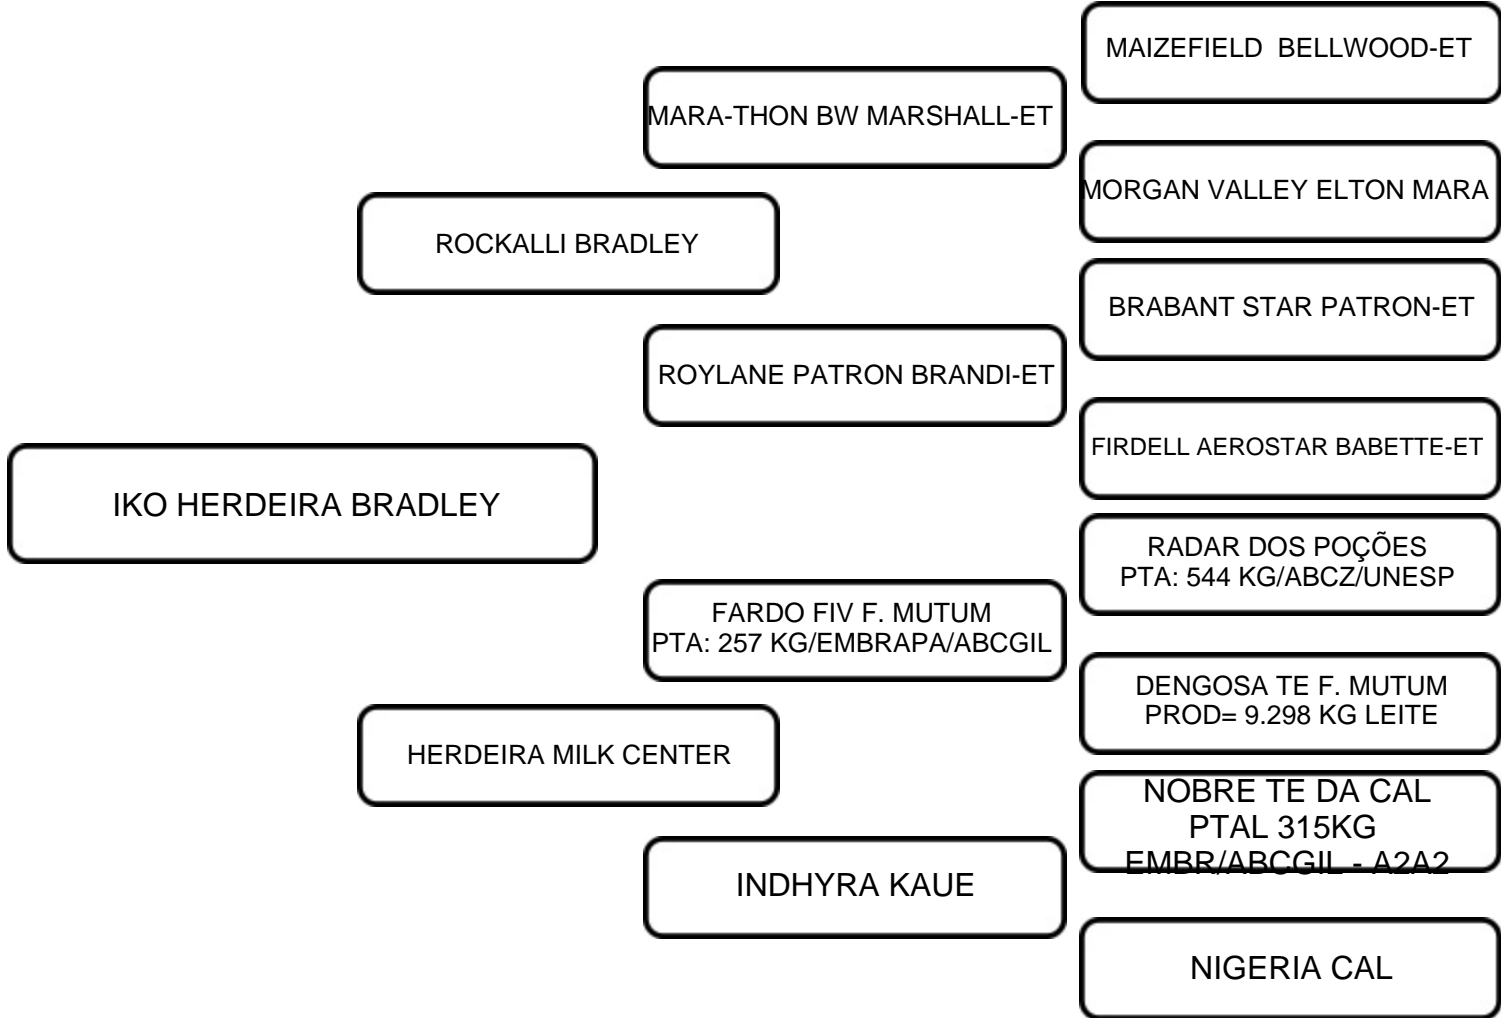 MAIZEFIELD  BELLWOOD-ET
MARA-THON BW MARSHALL-ET
MORGAN VALLEY ELTON MARA
ROCKALLI BRADLEY
BRABANT STAR PATRON-ET
ROYLANE PATRON BRANDI-ET
FIRDELL AEROSTAR BABETTE-ET
IKO HERDEIRA BRADLEY
RADAR DOS POÇÕES
PTA: 544 KG/ABCZ/UNESP
FARDO FIV F. MUTUM
PTA: 257 KG/EMBRAPA/ABCGIL
DENGOSA TE F. MUTUM
PROD= 9.298 KG LEITE
HERDEIRA MILK CENTER
NOBRE TE DA CAL
PTAL 315KG
EMBR/ABCGIL - A2A2
INDHYRA KAUE
NIGERIA CAL